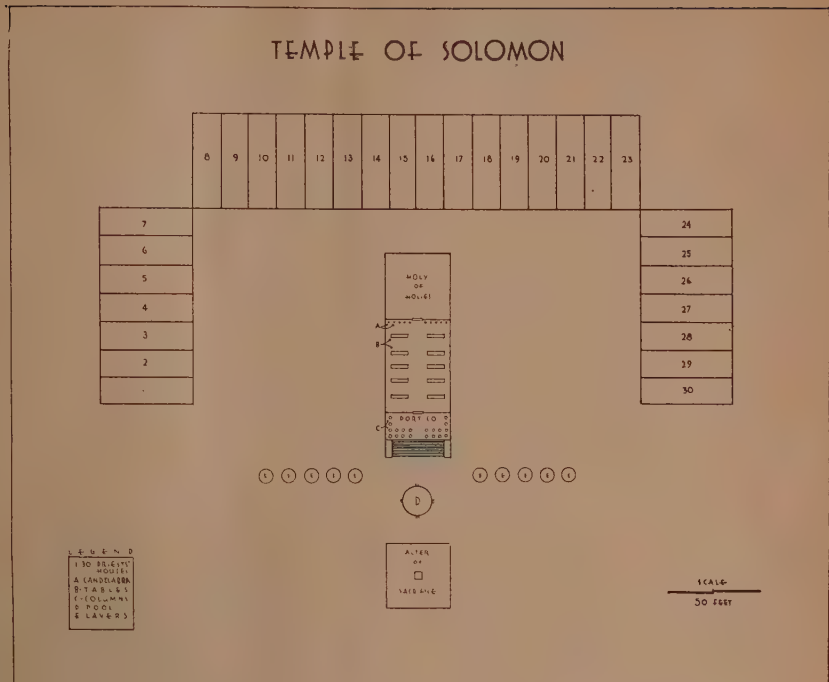 TEMPLE OF SOLOMON
8 9 10 11 12 13 14 15 16 17 18 19 20 21 22 23
7
6
5
4
3
2
24
25
26
27
28
29
30
HOLY
OF
HOLIES
A
B
PORTICO
C
D
ALTER
OF
SACRIFICE
LEGEND
1-30 PRIESTS'
HOUSES
A CANDELABRA
B-TABLES
C-COLUMNS
D POOL
E LAVERS
SCALE
50 FEET